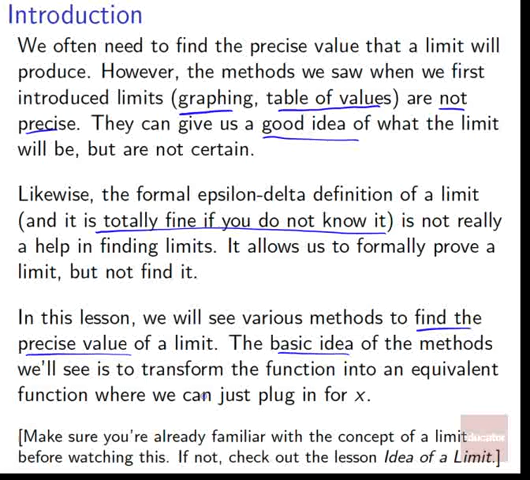 Introduction
We often need to find the precise value that a limit will
produce. However, the methods we saw when we first
introduced limits (graphing, table of values) are not
precise. They can give us a good idea of what the limit
will be, but are not certain.
Likewise, the formal epsilon-delta definition of a limit
(and it is totally fine if you do not know it) is not really
a help in finding limits. It allows us to formally prove a
limit, but not find it.
In this lesson, we will see various methods to find the
precise value of a limit. The basic idea of the methods
we'll see is to transform the function into an equivalent
function where we can just plug in for x.
[Make sure you're already familiar with the concept of a limit
before watching this. If not, check out the lesson Idea of a Limit.]